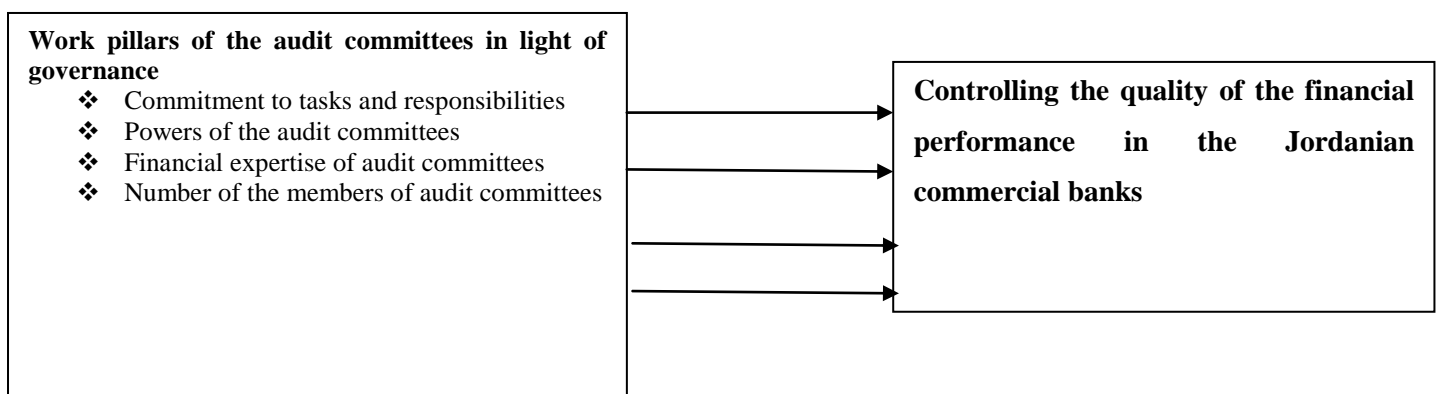 Work pillars of the audit committees in light of
governance
❖ Commitment to tasks and responsibilities
❖ Powers of the audit committees
❖ Financial expertise of audit committees
❖ Number of the members of audit committees
Controlling the quality of the financial
performance in the Jordanian
commercial banks